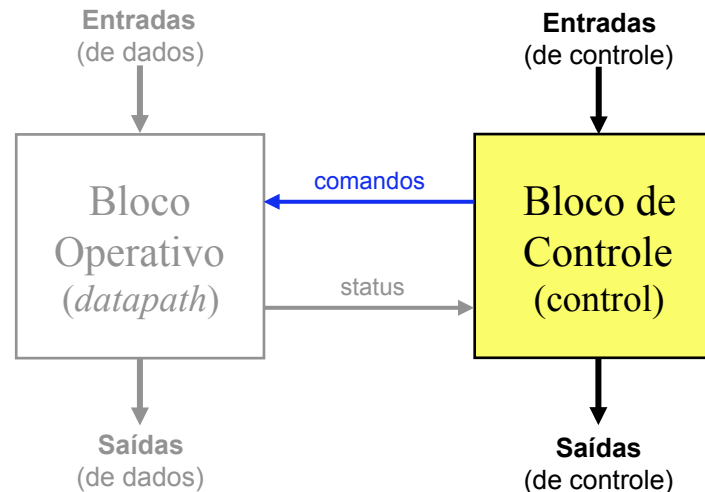 Entradas
(de dados)
Bloco
Operativo
(datapath)
Saídas
(de dados)
comandos
status
Entradas
(de controle)
Bloco de
Controle
(control)
Saídas
(de controle)